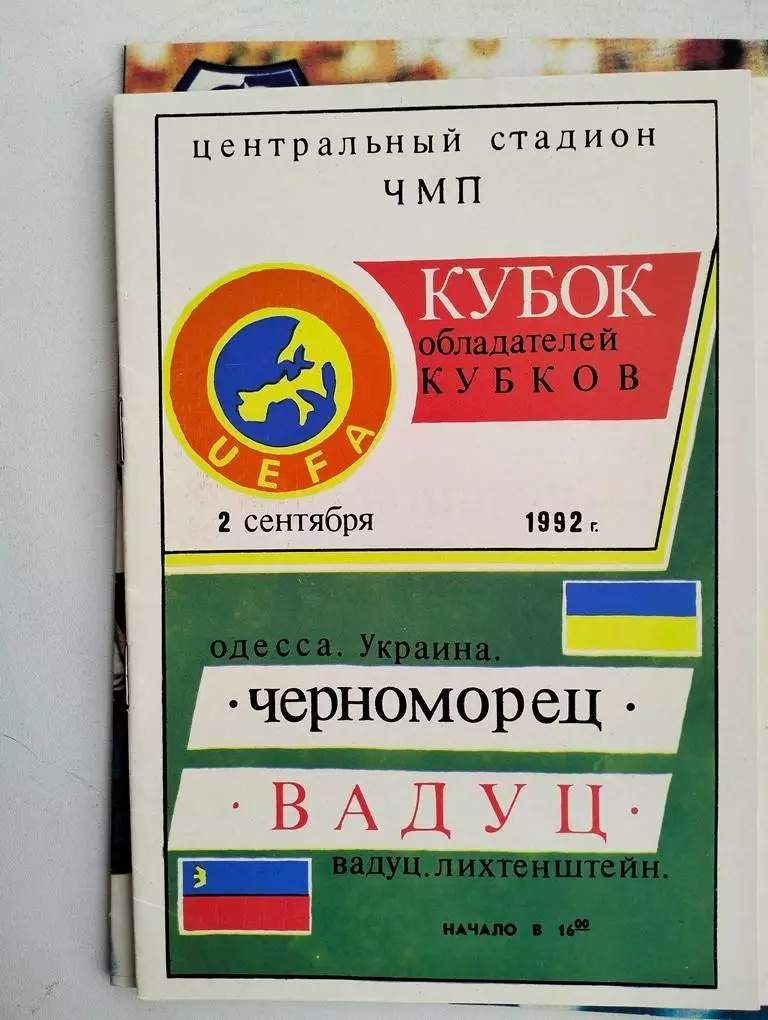 центральный стадион
ЧМП
КУБОК
обладателей
КУБКОВ
UEFA
2 сентября 1992 г.
одесса. Украина.
· черноморец ·
· ВАДУЦ ·
вадуц. лихтенштейн.
НАЧАЛО В 16⁰⁰